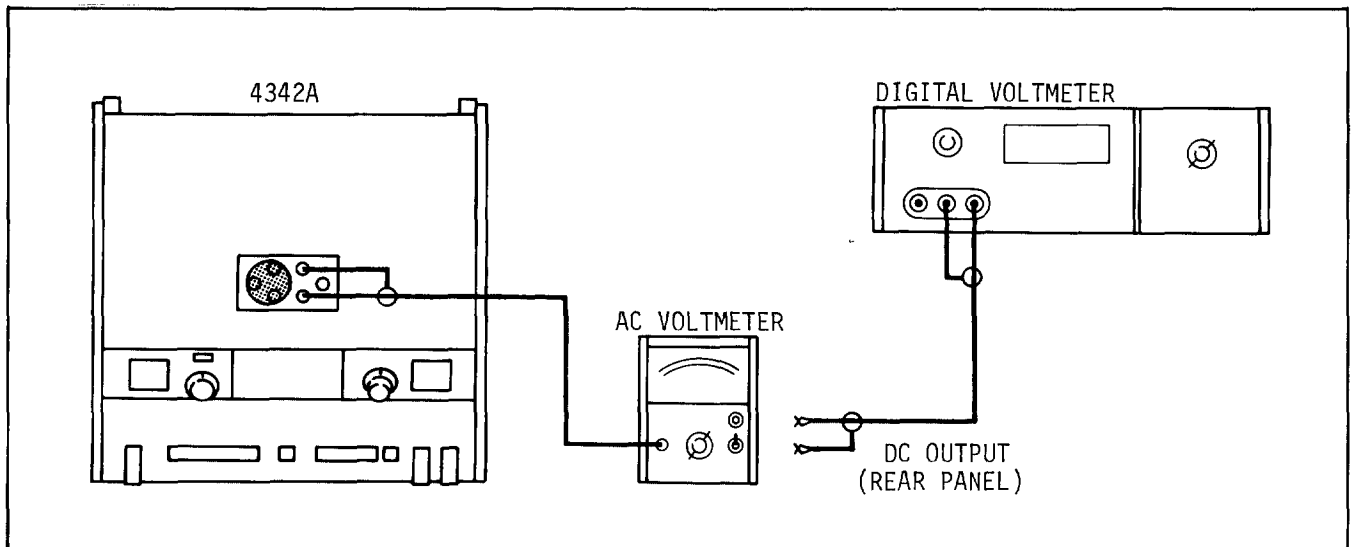 4342A
DIGITAL VOLTMETER
AC VOLTMETER
DC OUTPUT
(REAR PANEL)